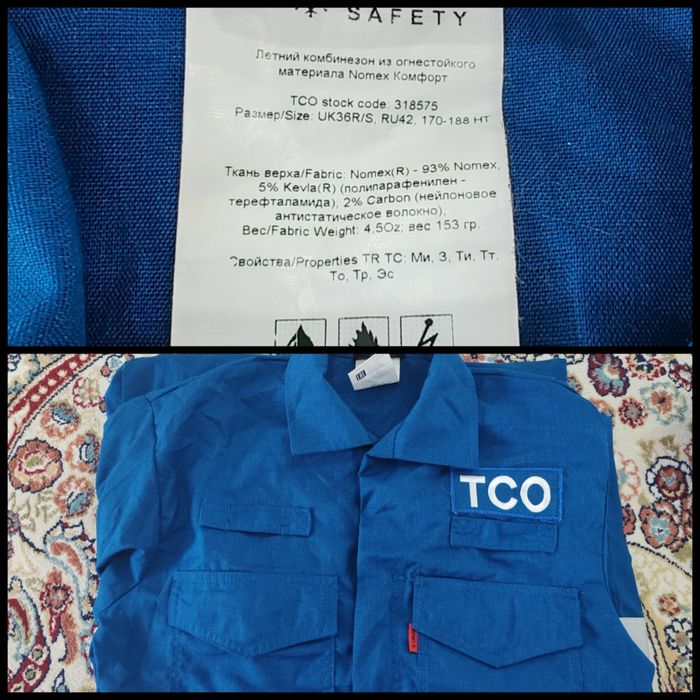 SAFETY
Летний комбинезон из огнестойкого
материала Nomex Комфорт
TCO stock code: 318575
Размер/Size: UK36R/S, RU42, 170-188 НТ
Ткань верха/Fabric: Nomex(R) - 93% Nomex,
5% Kevla(R) (полипарафенилен -
терефталамида), 2% Carbon (нейлоновое
антистатическое волокно),
Вес/Fabric Weight: 4,5Oz; вес 153 гр.
Свойства/Properties TR TC: Ми, З, Ти, Тт.
То, Тр, Эс
TCO